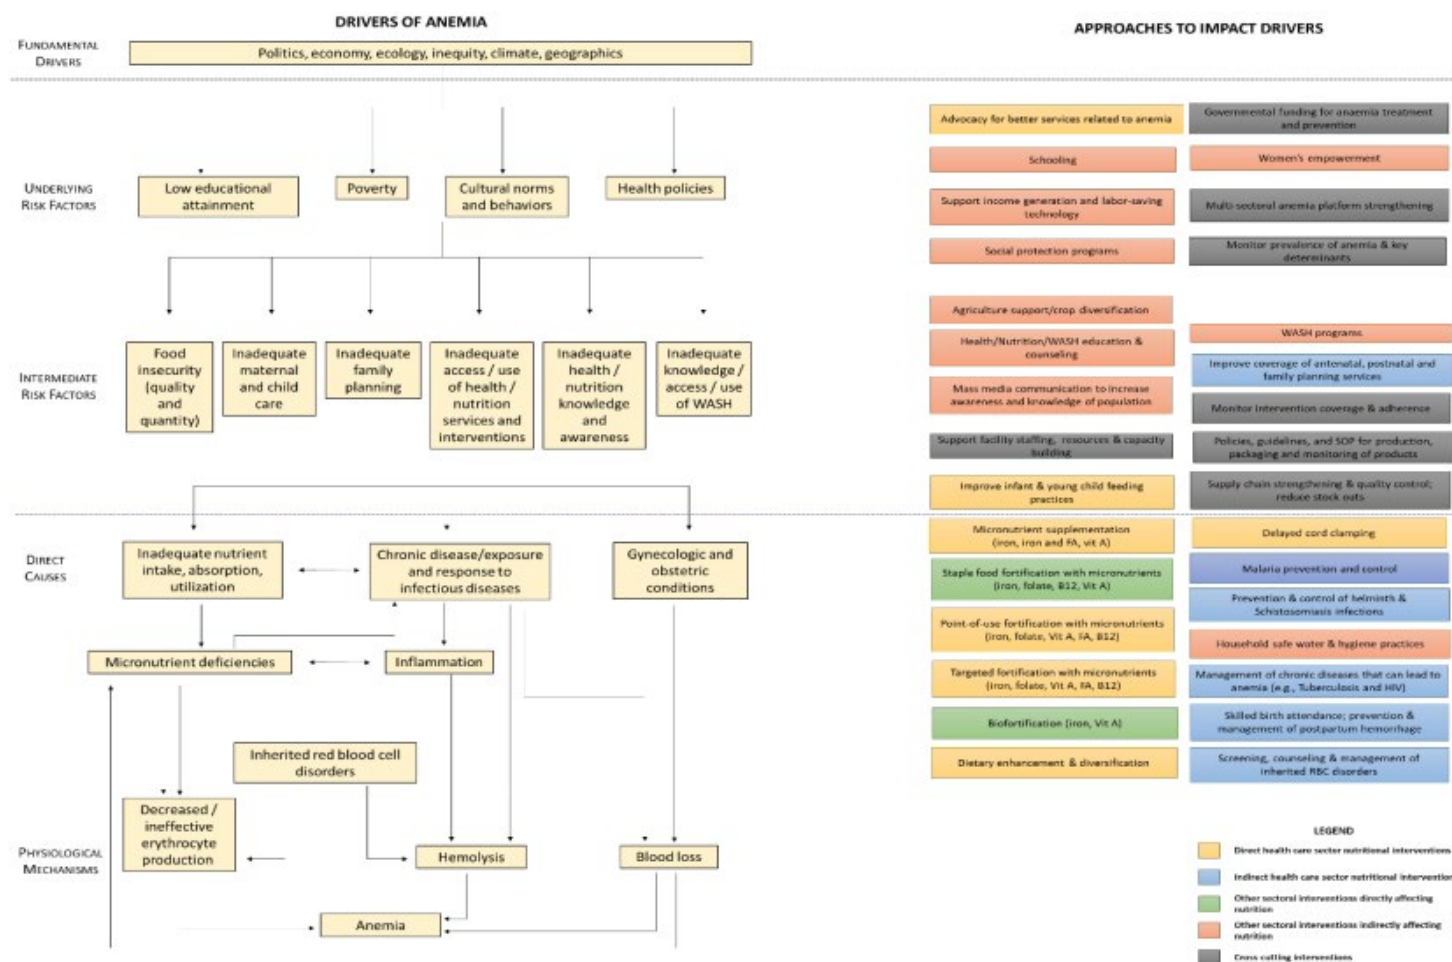 DRIVERS OF ANEMIA
FUNDAMENTAL
DRIVERS
Politics, economy, ecology, inequity, climate, geographics
UNDERLYING
RISK FACTORS
Low educational
attainment
Poverty
Cultural norms
and behaviors
Health policies
INTERMEDIATE
RISK FACTORS
Food
insecurity
(quality
and
quantity)
Inadequate
maternal
and child
care
Inadequate
family
planning
Inadequate
access / use
of health /
nutrition
services and
interventions
Inadequate
health /
nutrition
knowledge
and
awareness
Inadequate
knowledge /
access / use
of WASH
DIRECT
CAUSES
Inadequate nutrient
intake, absorption,
utilization
Chronic disease/exposure
and response to
infectious diseases
Gynecologic and
obstetric
conditions
Micronutrient deficiencies
Inflammation
Inherited red blood cell
disorders
PHYSIOLOGICAL
MECHANISMS
Decreased /
ineffective
erythrocyte
production
Hemolysis
Blood loss
Anemia
APPROACHES TO IMPACT DRIVERS
Advocacy for better services related to anemia
Governmental funding for anaemia treatment
and prevention
Schooling
Women's empowerment
Support income generation and labor-saving
technology
Multi-sectoral anemia platform strengthening
Social protection programs
Monitor prevalence of anemia & key
determinants
Agriculture support/crop diversification
Health/Nutrition/WASH education &
counseling
WASH programs
Improve coverage of antenatal, postnatal and
family planning services
Mass media communication to increase
awareness and knowledge of population
Monitor intervention coverage & adherence
Support facility staffing, resources & capacity
building
Policies, guidelines, and SOP for production,
packaging and monitoring of products
Improve infant & young child feeding
practices
Supply chain strengthening & quality control;
reduce stock outs
Micronutrient supplementation
(iron, iron and FA, vit A)
Delayed cord clamping
Staple food fortification with micronutrients
(iron, folate, B12, Vit A)
Malaria prevention and control
Prevention & control of helminth &
Schistosomiasis infections
Point-of-use fortification with micronutrients
(iron, folate, Vit A, FA, B12)
Household safe water & hygiene practices
Targeted fortification with micronutrients
(iron, folate, Vit A, FA, B12)
Management of chronic diseases that can lead to
anemia (e.g., Tuberculosis and HIV)
Biofortification (iron, Vit A)
Skilled birth attendance; prevention &
management of postpartum hemorrhage
Dietary enhancement & diversification
Screening, counseling & management of
inherited RBC disorders
LEGEND
Direct health care sector nutritional interventions
Indirect health care sector nutritional intervention
Other sectoral interventions directly affecting
nutrition
Other sectoral interventions indirectly affecting
nutrition
Cross cutting interventions